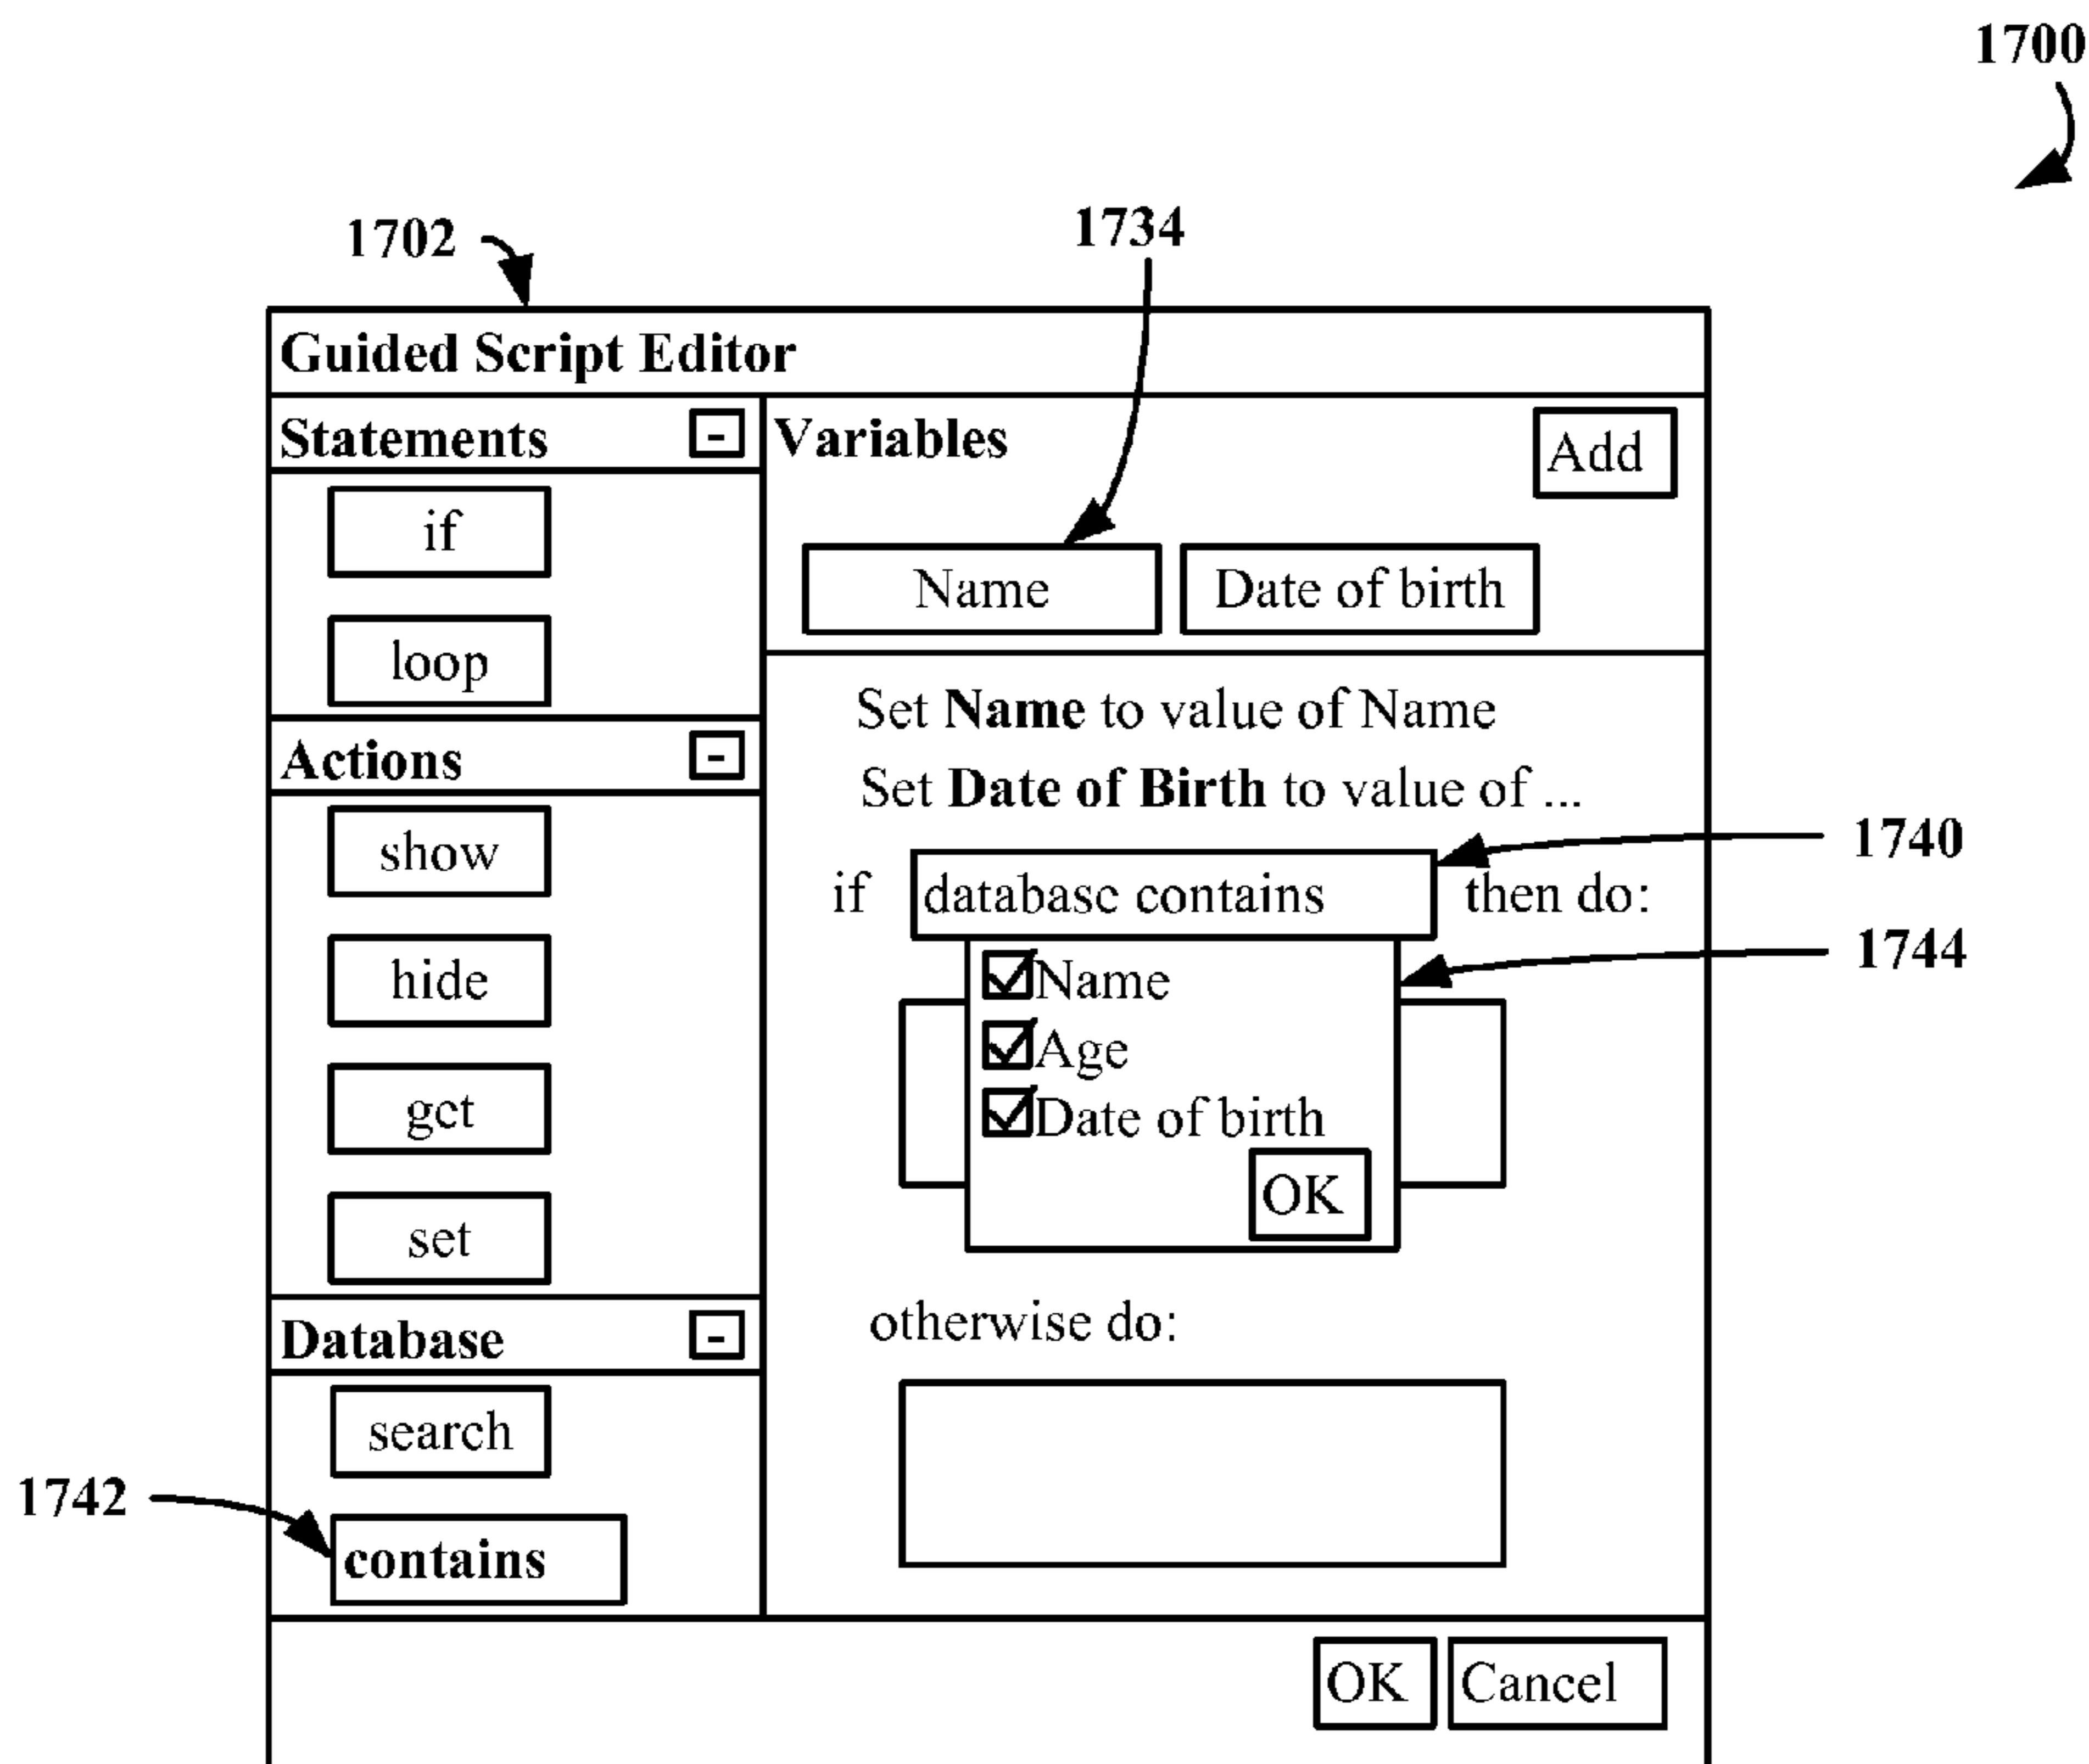 1700
1702
1734
Guided Script Editor
Statements -
if
loop
Actions -
show
hide
get
set
Database -
search
1742
contains
Variables
Add
Name Date of birth
Set Name to value of Name
Set Date of Birth to value of ...
if database contains then do:
1740
1744
Name
Age
Date of birth
OK
otherwise do:
OK Cancel